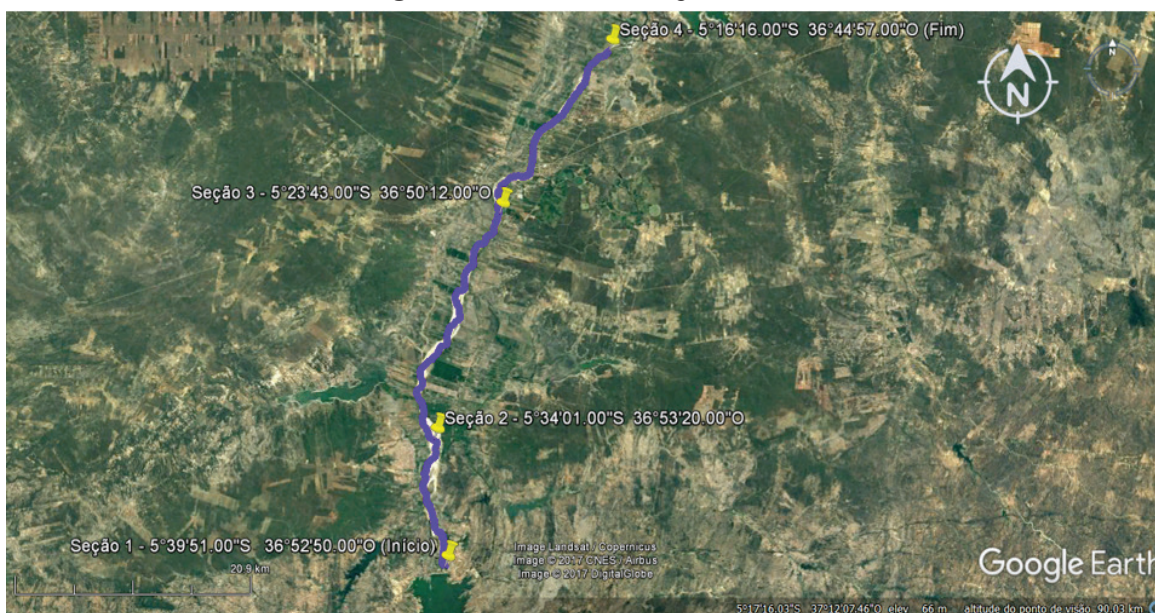 Seção 4 - 5°16'16.00"S 36°44'57.00"O (Fim)
N
N
Seção 3 - 5°23'43.00"S 36°50'12.00"O
Seção 2 - 5°34'01.00"S 36°53'20.00"O
Seção 1 - 5°39'51.00"S 36°52'50.00"O (Início)
20.9 km
Image Landsat / Copernicus
Image © 2017 CNES / Airbus
Image © 2017 DigitalGlobe
Google Earth
5°17'16.03"S 37°12'07.46"O elev 66 m altitude do ponto de visão 90.03 km